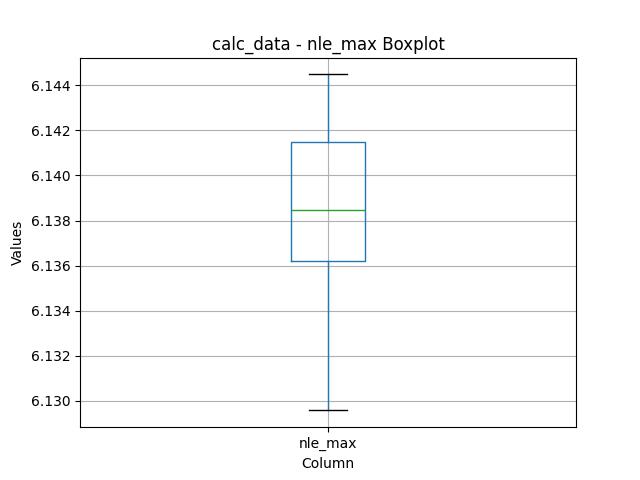 calc_data - nle_max Boxplot
6.144
6.142
6.140
6.138
6.136
6.134
6.132
6.130
Values
nle_max
Column